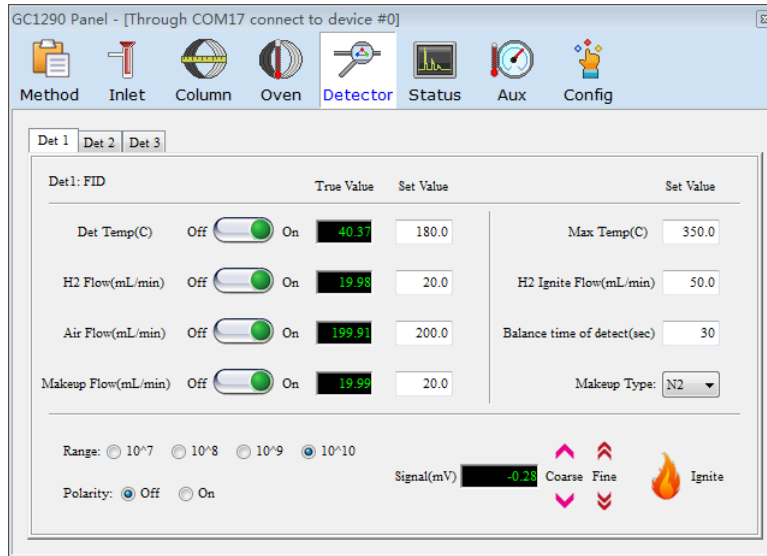 GC1290 Panel - [Through COM17 connect to device #0]
Method Inlet Column Oven Detector Status Aux Config
Det 1 Det 2 Det 3
Det1: FID True Value Set Value Set Value
Det Temp(C) Off On 40.37 180.0 Max Temp(C) 350.0
H2 Flow(mL/min) Off On 19.98 20.0 H2 Ignite Flow(mL/min) 50.0
Air Flow(mL/min) Off On 199.91 200.0 Balance time of detect(sec) 30
Makeup Flow(mL/min) Off On 19.99 20.0 Makeup Type: N2
Range: 10^7 10^8 10^9 10^10
Signal(mV) -0.28 Coarse Fine Ignite
Polarity: Off On